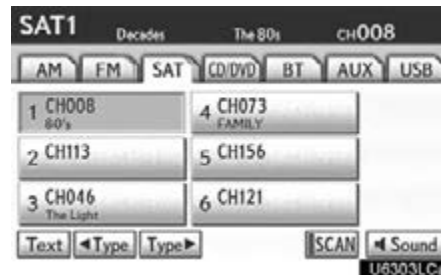 SAT1 Decades The 80s CH008
AM FM SAT CD/DVD BT AUX USB
1 CH008 4 CH073
80's FAMILY
2 CH113 5 CH156
3 CH046 6 CH121
The Light
Text ◄Type Type► SCAN Sound
U6303LC